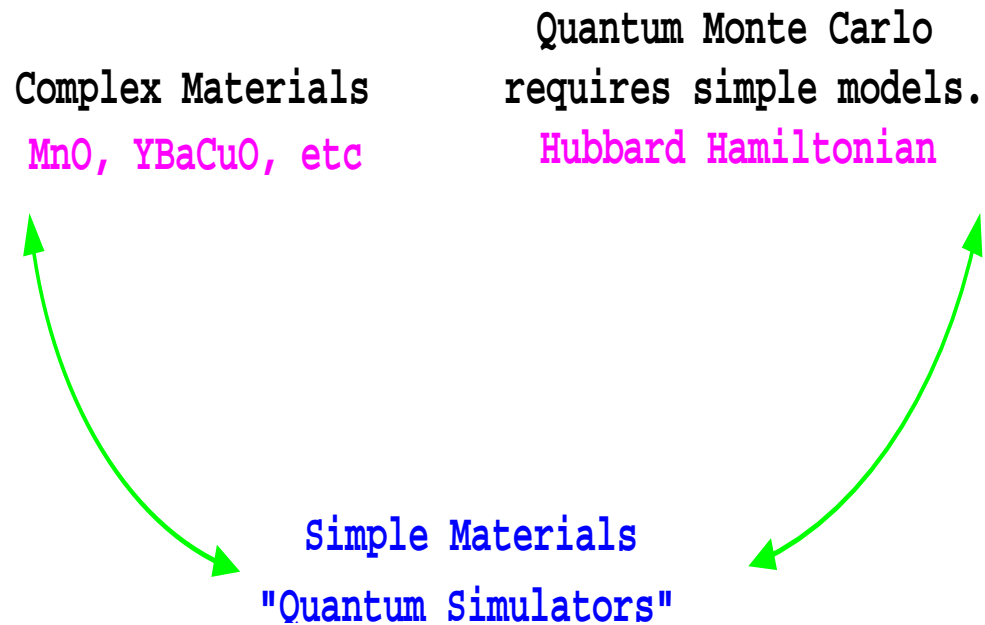 Complex Materials
MnO, YBaCuO, etc
Quantum Monte Carlo
requires simple models.
Hubbard Hamiltonian
Simple Materials
"Quantum Simulators"